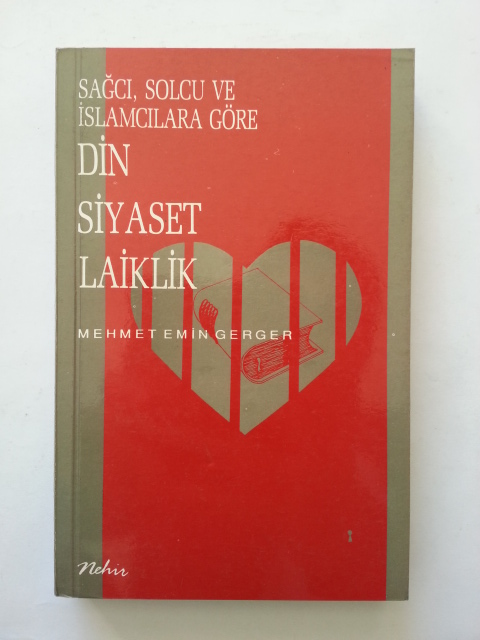 SAĞCI, SOLCU VE
İSLAMCILARA GÖRE
DİN
SİYASET
LAİKLİK
MEHMET EMİN GERGER
Nehir